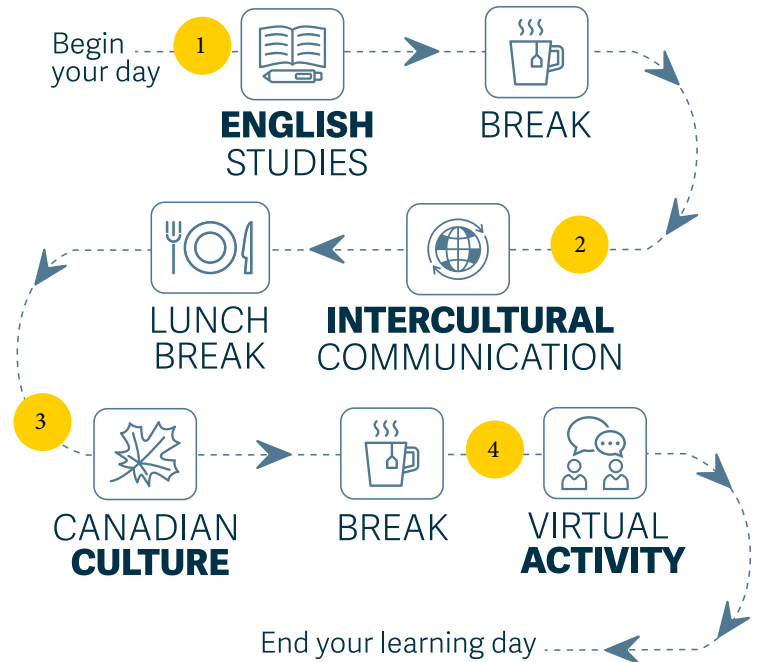 Begin
your day
1
ENGLISH
STUDIES
BREAK
2
INTERCULTURAL
COMMUNICATION
LUNCH
BREAK
3
CANADIAN
CULTURE
BREAK
4
VIRTUAL
ACTIVITY
End your learning day